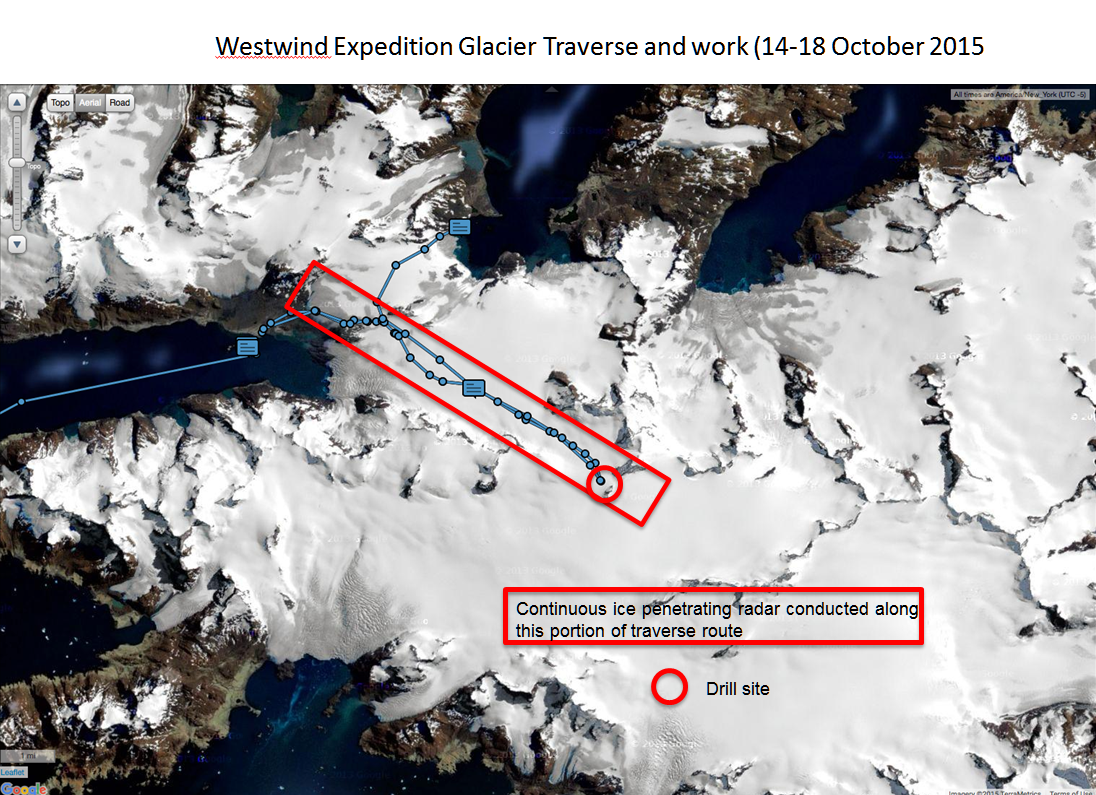 Westwind Expedition Glacier Traverse and work (14-18 October 2015
Topo Aerial Road
All times are America/New_York (UTC -5)
Topo
Continuous ice penetrating radar conducted along
this portion of traverse route
Drill site
1 mi
Leaflet
Google
Imagery ©2015 TerraMetrics Terms of Use